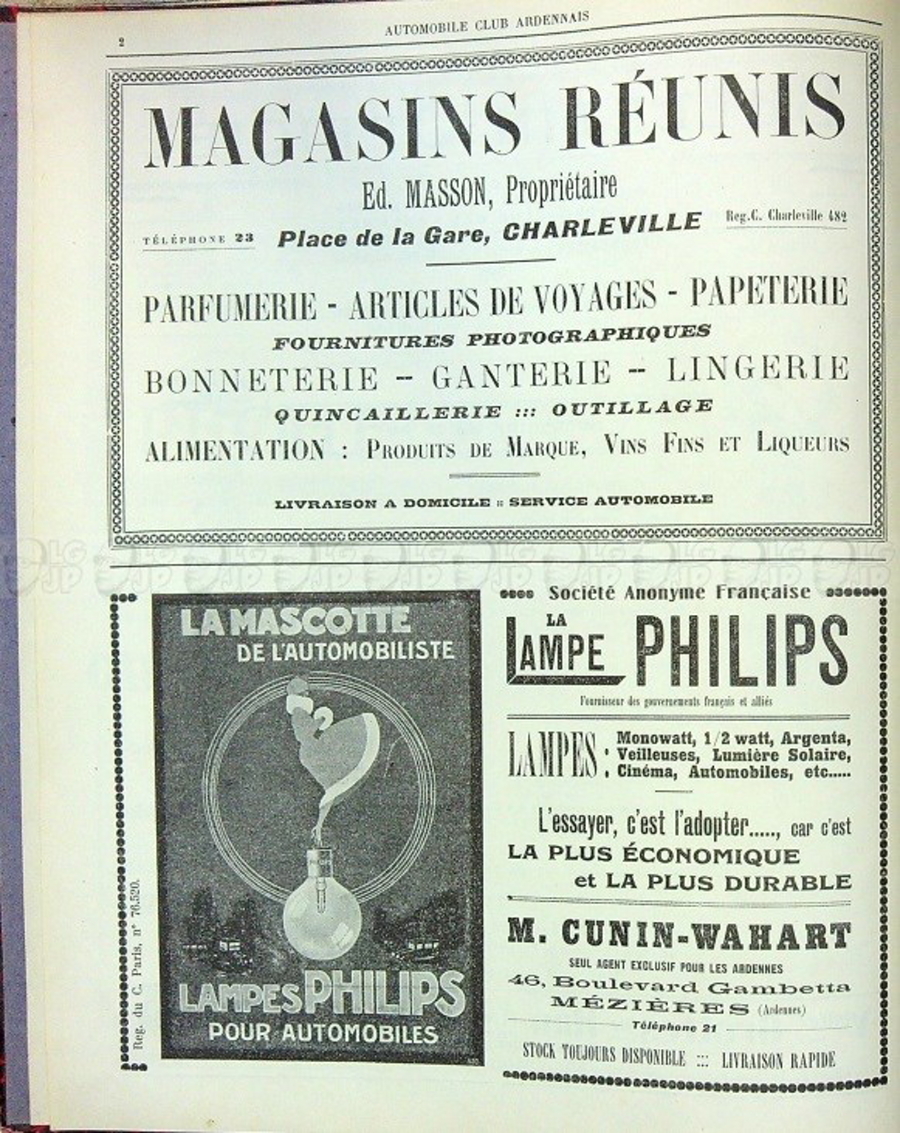 2
AUTOMOBILE CLUB ARDENNAIS
MAGASINS RÉUNIS
Ed. MASSON, Propriétaire
TÉLÉPHONE 23
Place de la Gare, CHARLEVILLE
Reg.C. Charleville 482
PARFUMERIE - ARTICLES DE VOYAGES - PAPETERIE
FOURNITURES PHOTOGRAPHIQUES
BONNETERIE -- GANTERIE -- LINGERIE
QUINCAILLERIE ::: OUTILLAGE
ALIMENTATION : PRODUITS DE MARQUE, VINS FINS ET LIQUEURS
LIVRAISON A DOMICILE :: SERVICE AUTOMOBILE
Reg. du C. Paris, n° 76.520.
LA MASCOTTE
DE L'AUTOMOBILISTE
LAMPES PHILIPS
POUR AUTOMOBILES
Société Anonyme Française
LA
LAMPE PHILIPS
Fournisseur des gouvernements français et alliés
LAMPES : Monowatt, 1/2 watt, Argenta,
Veilleuses, Lumière Solaire,
Cinéma, Automobiles, etc.....
L'essayer, c'est l'adopter....., car c'est
LA PLUS ÉCONOMIQUE
et LA PLUS DURABLE
M. CUNIN-WAHART
SEUL AGENT EXCLUSIF POUR LES ARDENNES
46, Boulevard Gambetta
MÉZIÈRES (Ardennes)
Téléphone 21
STOCK TOUJOURS DISPONIBLE ::: LIVRAISON RAPIDE